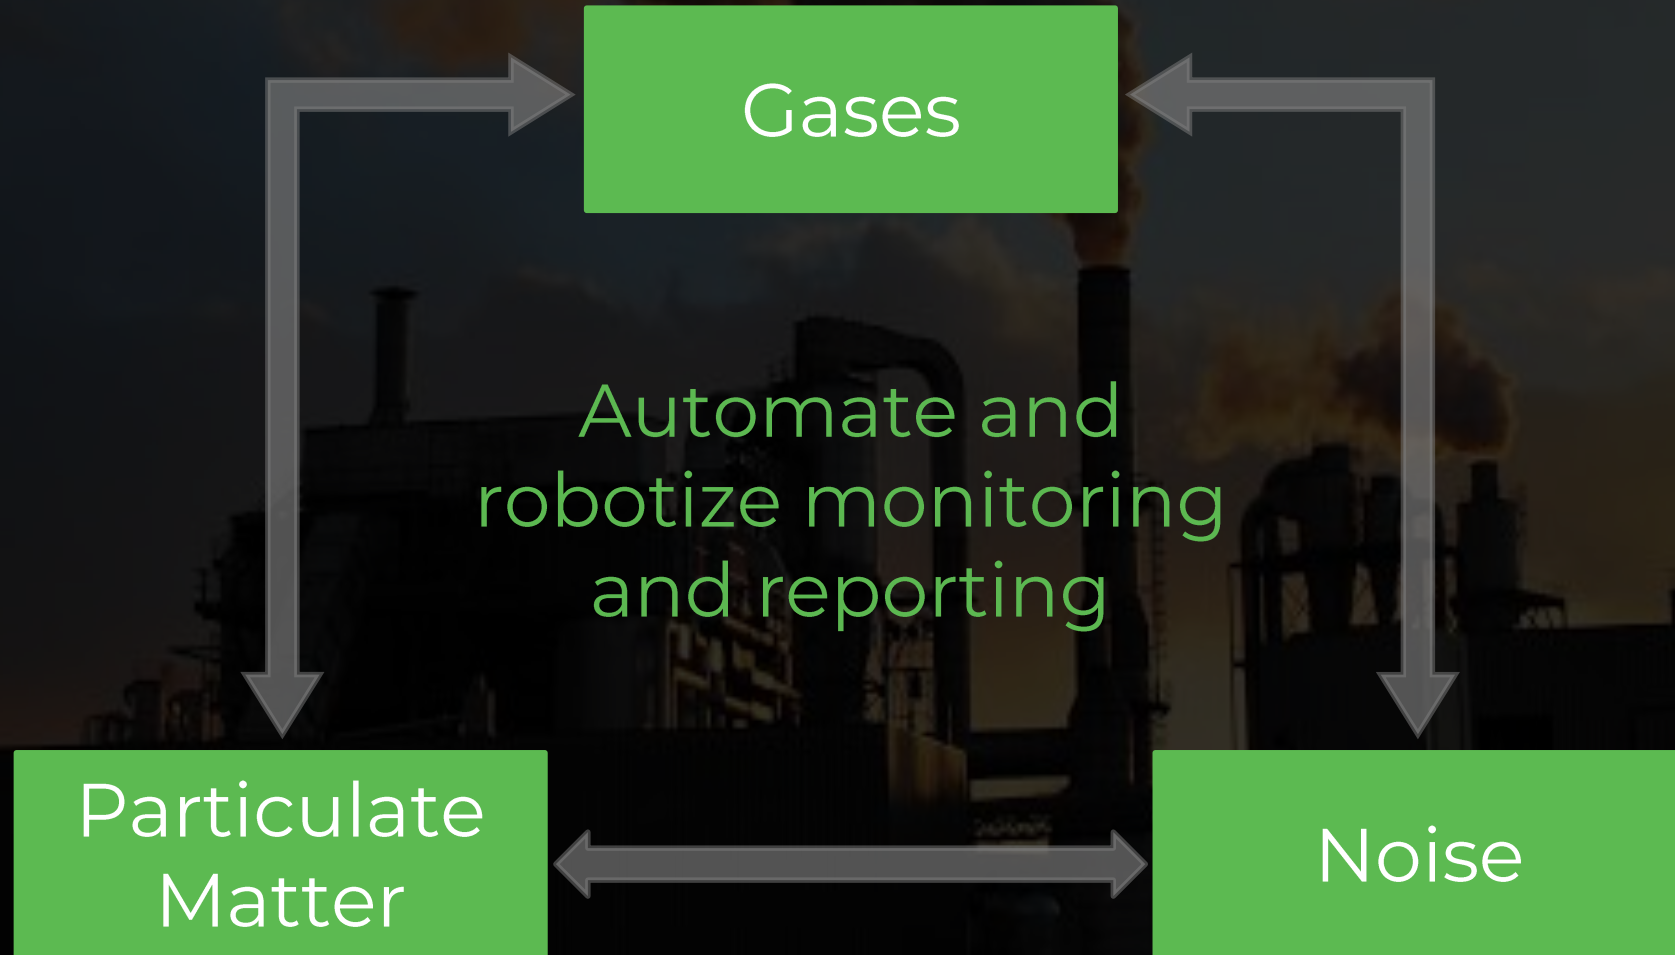 Gases
Automate and
robotize monitoring
and reporting
Particulate
Matter
Noise